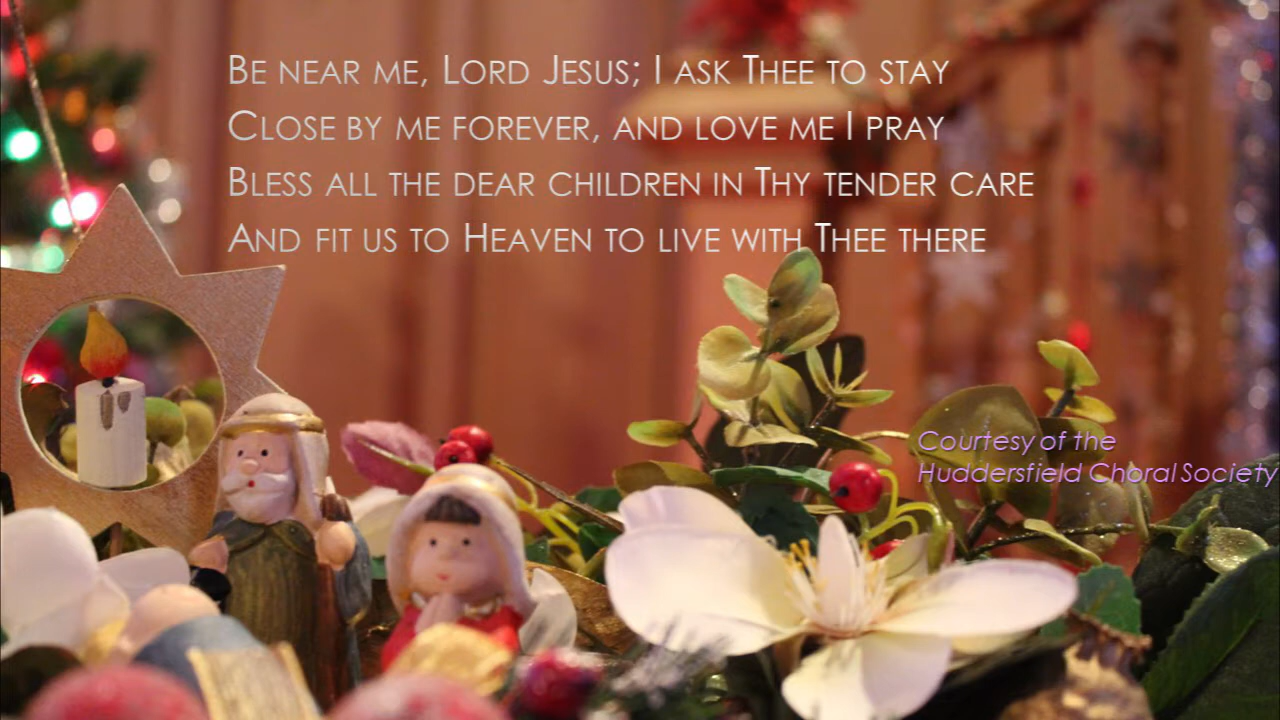 Be near me, Lord Jesus; I ask Thee to stay
Close by me forever, and love me I pray
Bless all the dear children in Thy tender care
And fit us to Heaven to live with Thee there
Courtesy of the
Huddersfield Choral Society